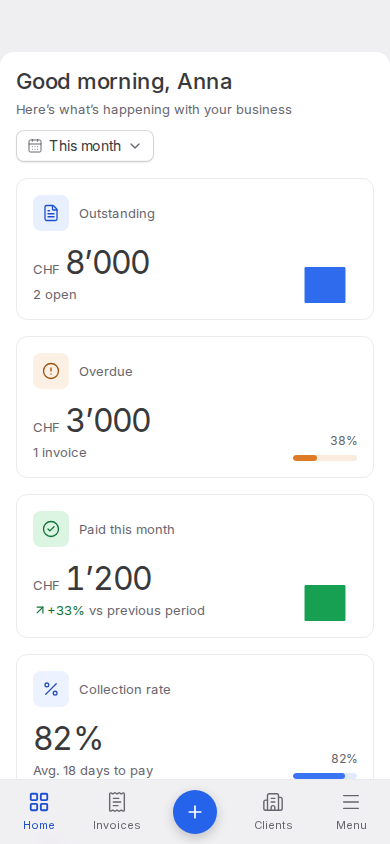 Good morning, Anna
Here’s what’s happening with your business
This month
Outstanding
CHF 8’000
2 open
Overdue
CHF 3’000
1 invoice
38%
Paid this month
CHF 1’200
+33% vs previous period
Collection rate
82%
Avg. 18 days to pay
82%
Home
Invoices
Clients
Menu